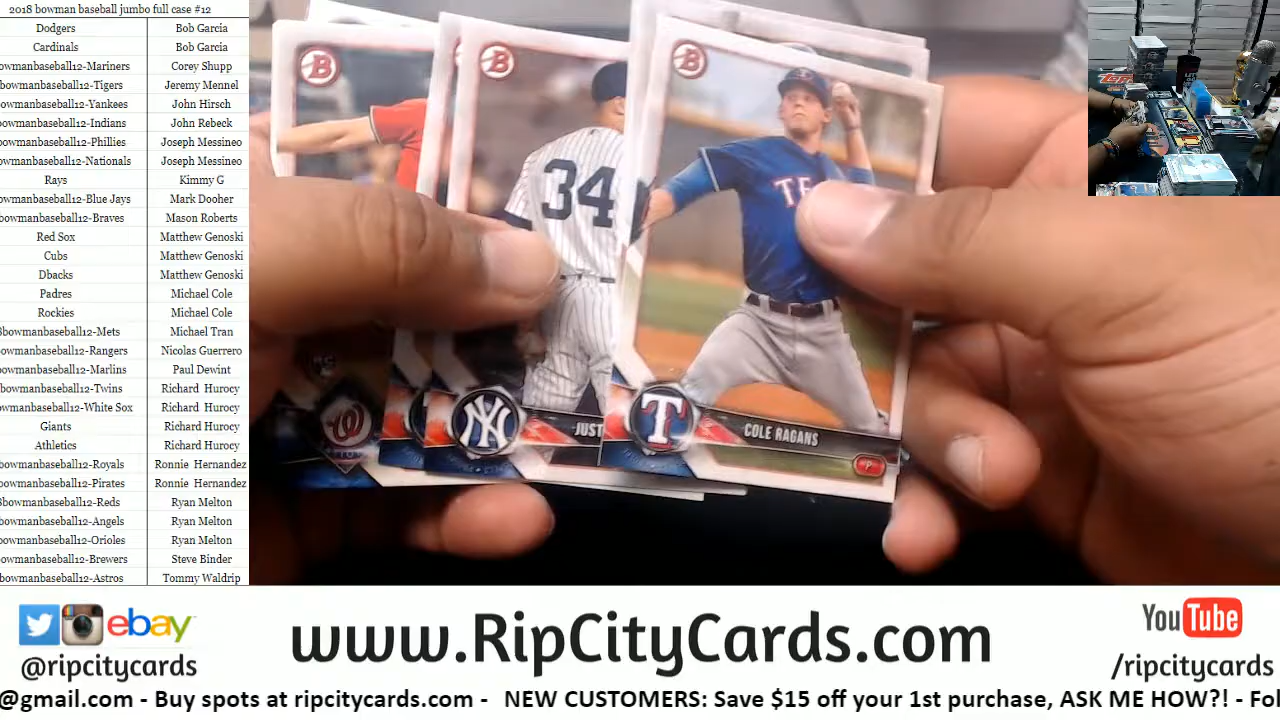 2018 bowman baseball jumbo full case #12
Dodgers Bob Garcia
Cardinals Bob Garcia
owmanbaseball12-Mariners Corey Shupp
owmanbaseball12-Tigers Jeremy Mennel
owmanbaseball12-Yankees John Hirsch
owmanbaseball12-Indians John Rebeck
owmanbaseball12-Phillies Joseph Messineo
owmanbaseball12-Nationals Joseph Messineo
Rays Kimmy G
owmanbaseball12-Blue Jays Mark Dooher
owmanbaseball12-Braves Mason Roberts
Red Sox Matthew Genoski
Cubs Matthew Genoski
Dbacks Matthew Genoski
Padres Michael Cole
Rockies Michael Cole
8bowmanbaseball12-Mets Michael Tran
owmanbaseball12-Rangers Nicolas Guerrero
owmanbaseball12-Marlins Paul Dewint
bowmanbaseball12-Twins Richard Hurocy
wmanbaseball12-White Sox Richard Hurocy
Giants Richard Hurocy
Athletics Richard Hurocy
owmanbaseball12-Royals Ronnie Hernandez
owmanbaseball12-Pirates Ronnie Hernandez
8bowmanbaseball12-Reds Ryan Melton
owmanbaseball12-Angels Ryan Melton
owmanbaseball12-Orioles Ryan Melton
owmanbaseball12-Brewers Steve Binder
bowmanbaseball12-Astros Tommy Waldrip
B
B
B
34
TE
RC
W
NY
JUST
T
COLE RAGANS
P
ebay
@ripcitycards
www.RipCityCards.com
YouTube
/ripcitycards
@gmail.com - Buy spots at ripcitycards.com - NEW CUSTOMERS: Save $15 off your 1st purchase, ASK ME HOW?! - Fol